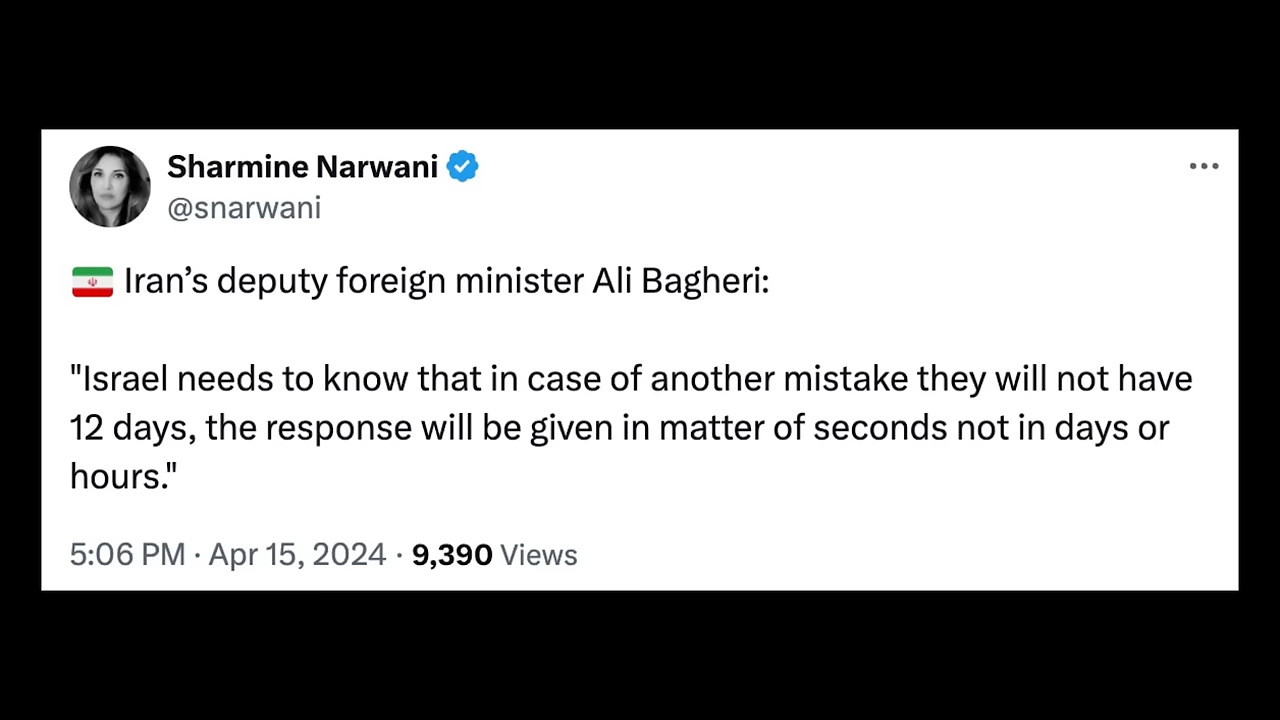 Sharmine Narwani
@snarwani
🇮🇷 Iran’s deputy foreign minister Ali Bagheri:
"Israel needs to know that in case of another mistake they will not have
12 days, the response will be given in matter of seconds not in days or
hours."
5:06 PM · Apr 15, 2024 · 9,390 Views